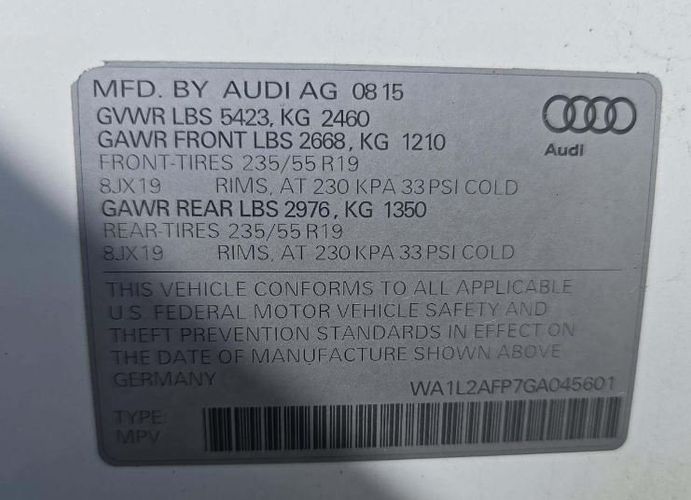 MFD. BY AUDI AG 08 15
GVWR LBS 5423, KG 2460
GAWR FRONT LBS 2668, KG 1210
FRONT-TIRES 235/55 R19
8JX19 RIMS, AT 230 KPA 33 PSI COLD
GAWR REAR LBS 2976, KG 1350
REAR-TIRES 235/55 R19
8JX19 RIMS, AT 230 KPA 33 PSI COLD
Audi
THIS VEHICLE CONFORMS TO ALL APPLICABLE
U.S. FEDERAL MOTOR VEHICLE SAFETY AND
THEFT PREVENTION STANDARDS IN EFFECT ON
THE DATE OF MANUFACTURE SHOWN ABOVE
GERMANY WA1L2AFP7GA045601
TYPE:
MPV